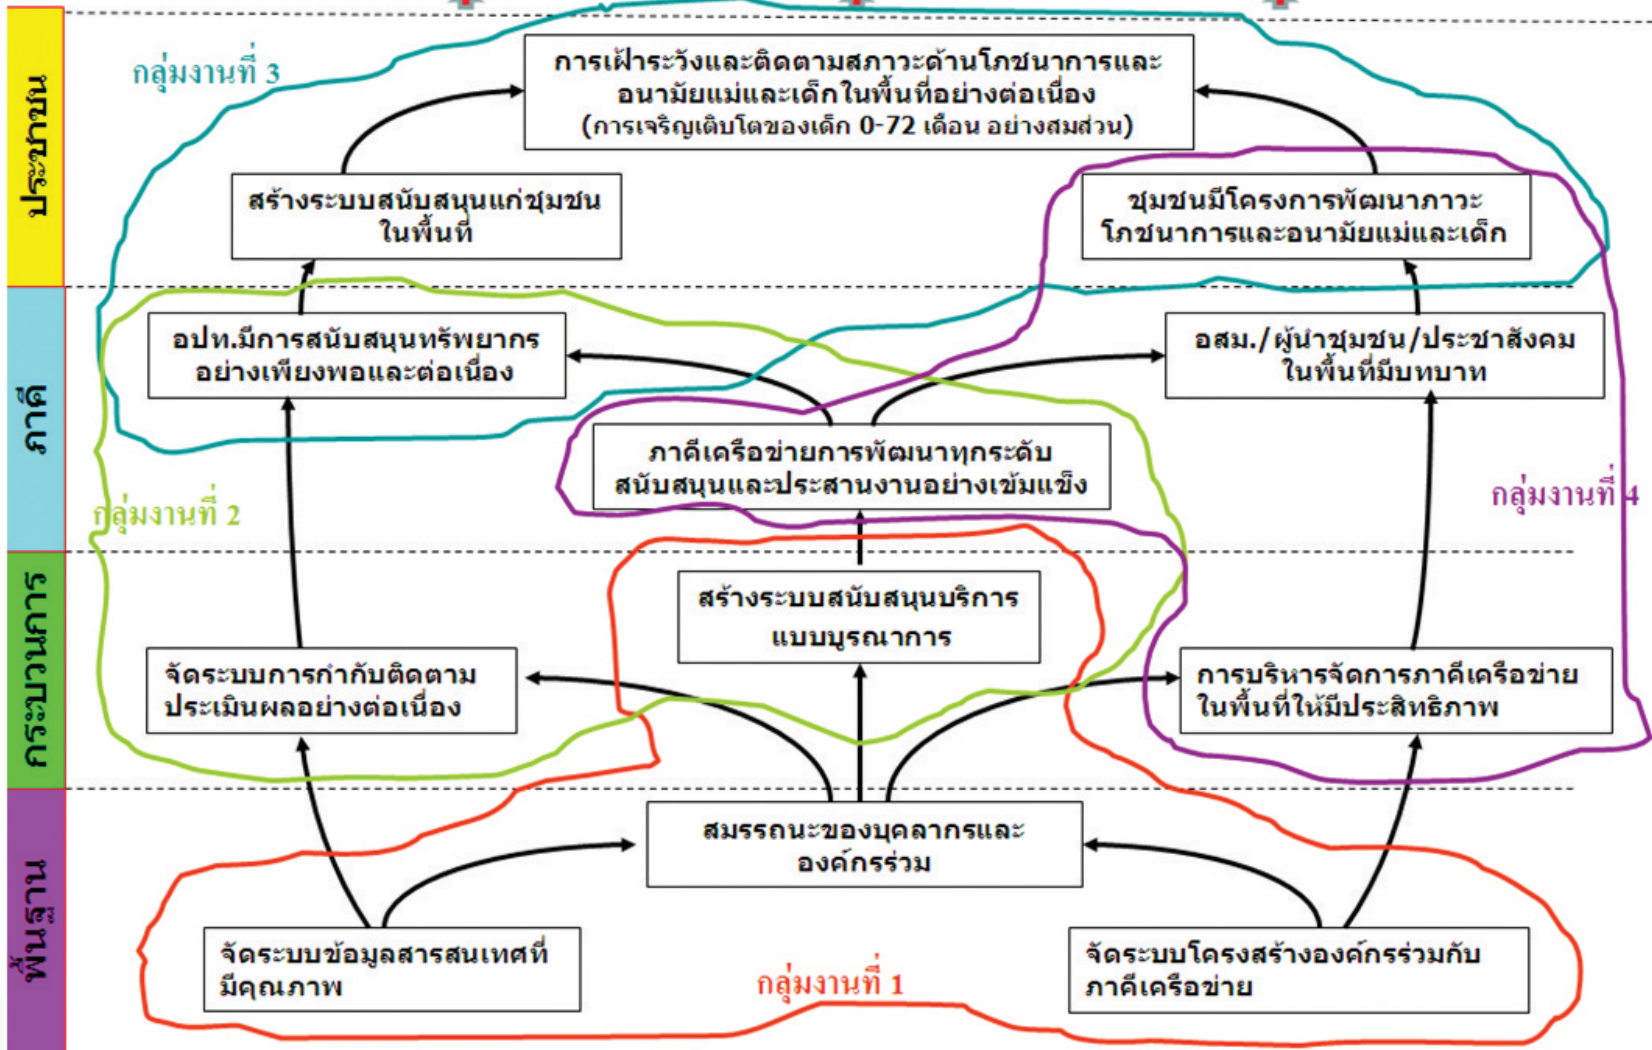 ประชาชน
กลุ่มงานที่ 3
การเฝ้าระวังและติดตามสภาวะด้านโภชนาการและ
อนามัยแม่และเด็กในพื้นที่อย่างต่อเนื่อง
(การเจริญเติบโตของเด็ก 0-72 เดือน อย่างสมส่วน)
สร้างระบบสนับสนุนแก่ชุมชน
ในพื้นที่
ชุมชนมีโครงการพัฒนาภาวะ
โภชนาการและอนามัยแม่และเด็ก
ภาคี
อปท.มีการสนับสนุนทรัพยากร
อย่างเพียงพอและต่อเนื่อง
อสม./ผู้นำชุมชน/ประชาสังคม
ในพื้นที่มีบทบาท
ภาคีเครือข่ายการพัฒนาทุกระดับ
สนับสนุนและประสานงานอย่างเข้มแข็ง
กลุ่มงานที่ 2
กลุ่มงานที่ 4
กระบวนการ
สร้างระบบสนับสนุนบริการ
แบบบูรณาการ
จัดระบบการกำกับติดตาม
ประเมินผลอย่างต่อเนื่อง
การบริหารจัดการภาคีเครือข่าย
ในพื้นที่ให้มีประสิทธิภาพ
พื้นฐาน
สมรรถนะของบุคลากรและ
องค์กรร่วม
จัดระบบข้อมูลสารสนเทศที่
มีคุณภาพ
กลุ่มงานที่ 1
จัดระบบโครงสร้างองค์กรร่วมกับ
ภาคีเครือข่าย